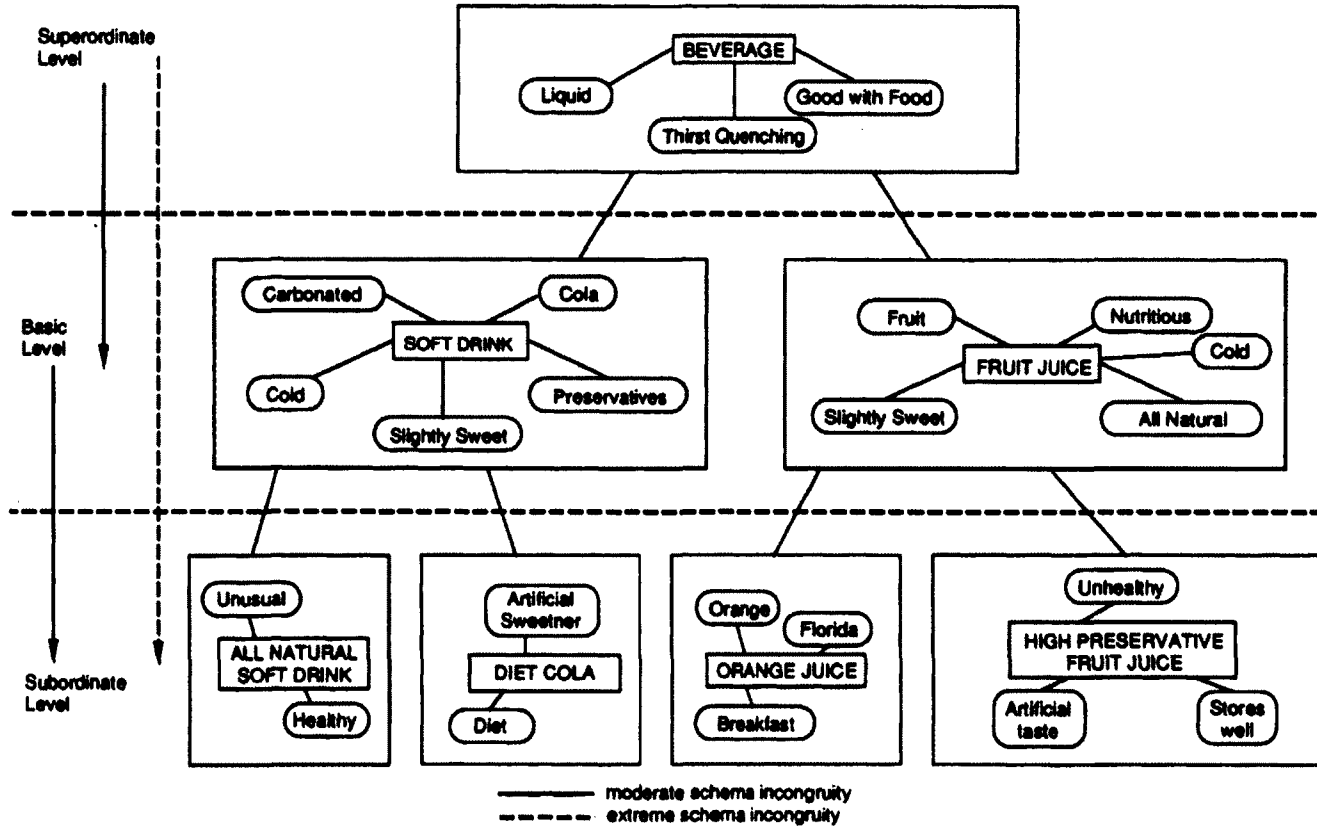 Superordinate
Level
BEVERAGE
Liquid
Good with Food
Thirst Quenching
Basic
Level
Carbonated
Cola
SOFT DRINK
Cold
Preservatives
Slightly Sweet
Fruit
Nutritious
Cold
FRUIT JUICE
Slightly Sweet
All Natural
Subordinate
Level
Unusual
ALL NATURAL
SOFT DRINK
Healthy
Artificial
Sweetner
DIET COLA
Diet
Orange
Florida
ORANGE JUICE
Breakfast
Unhealthy
HIGH PRESERVATIVE
FRUIT JUICE
Artificial
taste
Stores
well
moderate schema incongruity
extreme schema incongruity